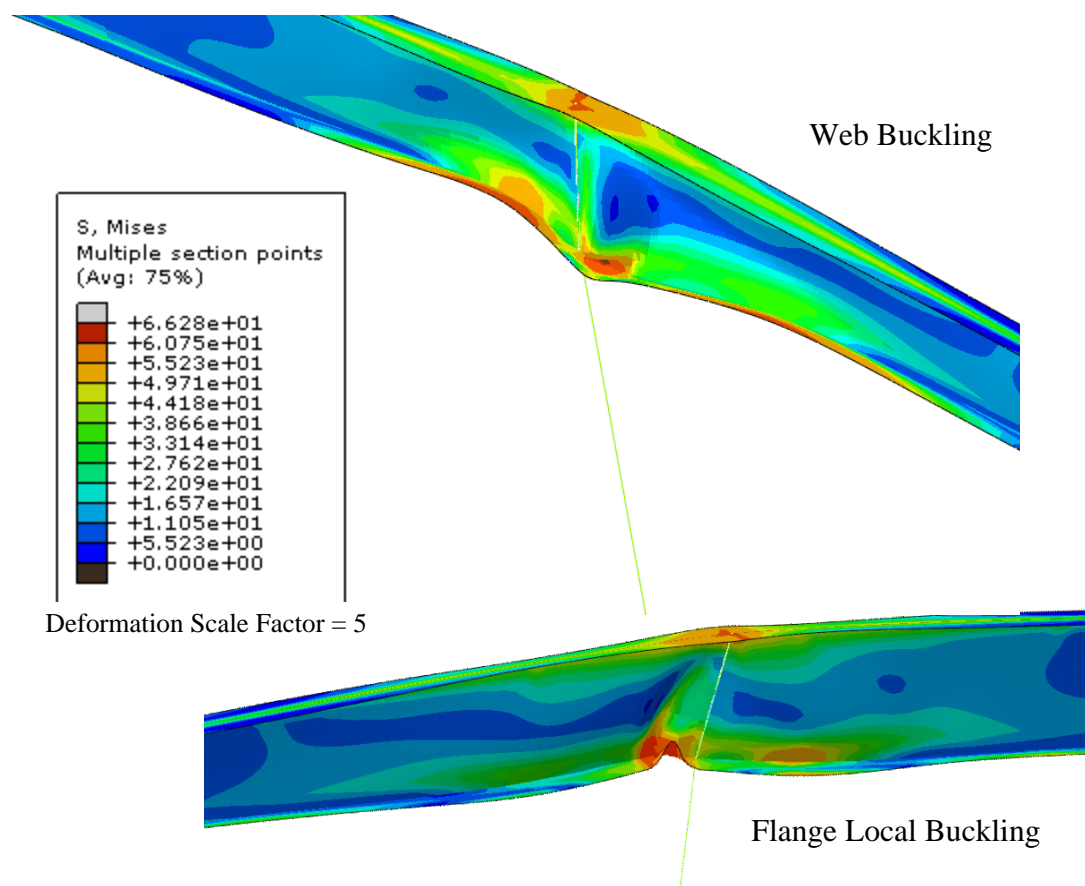 Web Buckling
S, Mises
Multiple section points
(Avg: 75%)
+6.628e+01
+6.075e+01
+5.523e+01
+4.971e+01
+4.418e+01
+3.866e+01
+3.314e+01
+2.762e+01
+2.209e+01
+1.657e+01
+1.105e+01
+5.523e+00
+0.000e+00
Deformation Scale Factor = 5
Flange Local Buckling